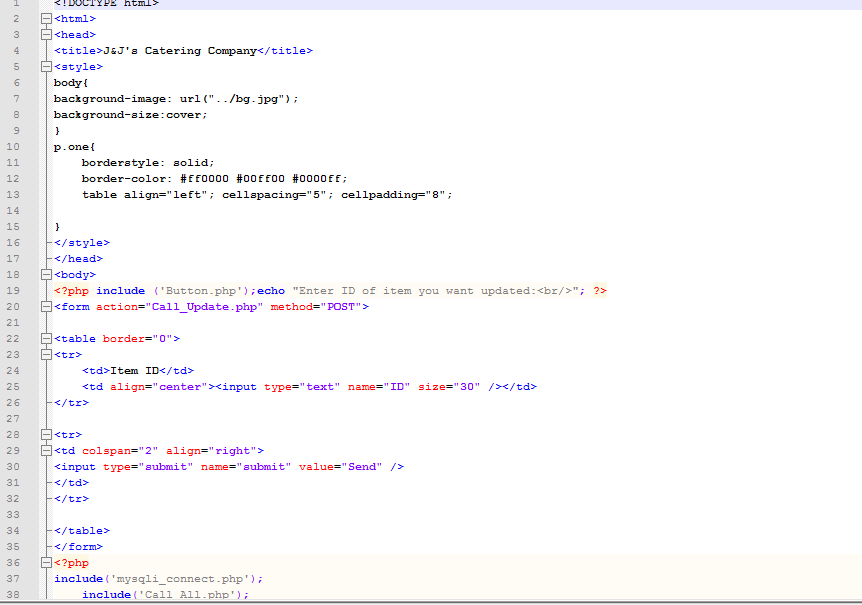 1 <!DOCTYPE html>
2 <html>
3 <head>
4 <title>J&J's Catering Company</title>
5 <style>
6 body{
7 background-image: url("../bg.jpg");
8 background-size:cover;
9 }
10 p.one{
11 borderstyle: solid;
12 border-color: #ff0000 #00ff00 #0000ff;
13 table align="left"; cellspacing="5"; cellpadding="8";
14
15 }
16 </style>
17 </head>
18 <body>
19 <?php include ('Button.php');echo "Enter ID of item you want updated:<br/>"; ?>
20 <form action="Call_Update.php" method="POST">
21
22 <table border="0">
23 <tr>
24 <td>Item ID</td>
25 <td align="center"><input type="text" name="ID" size="30" /></td>
26 </tr>
27
28 <tr>
29 <td colspan="2" align="right">
30 <input type="submit" name="submit" value="Send" />
31 </td>
32 </tr>
33
34 </table>
35 </form>
36 <?php
37 include('mysqli_connect.php');
38 include('Call_All.php');